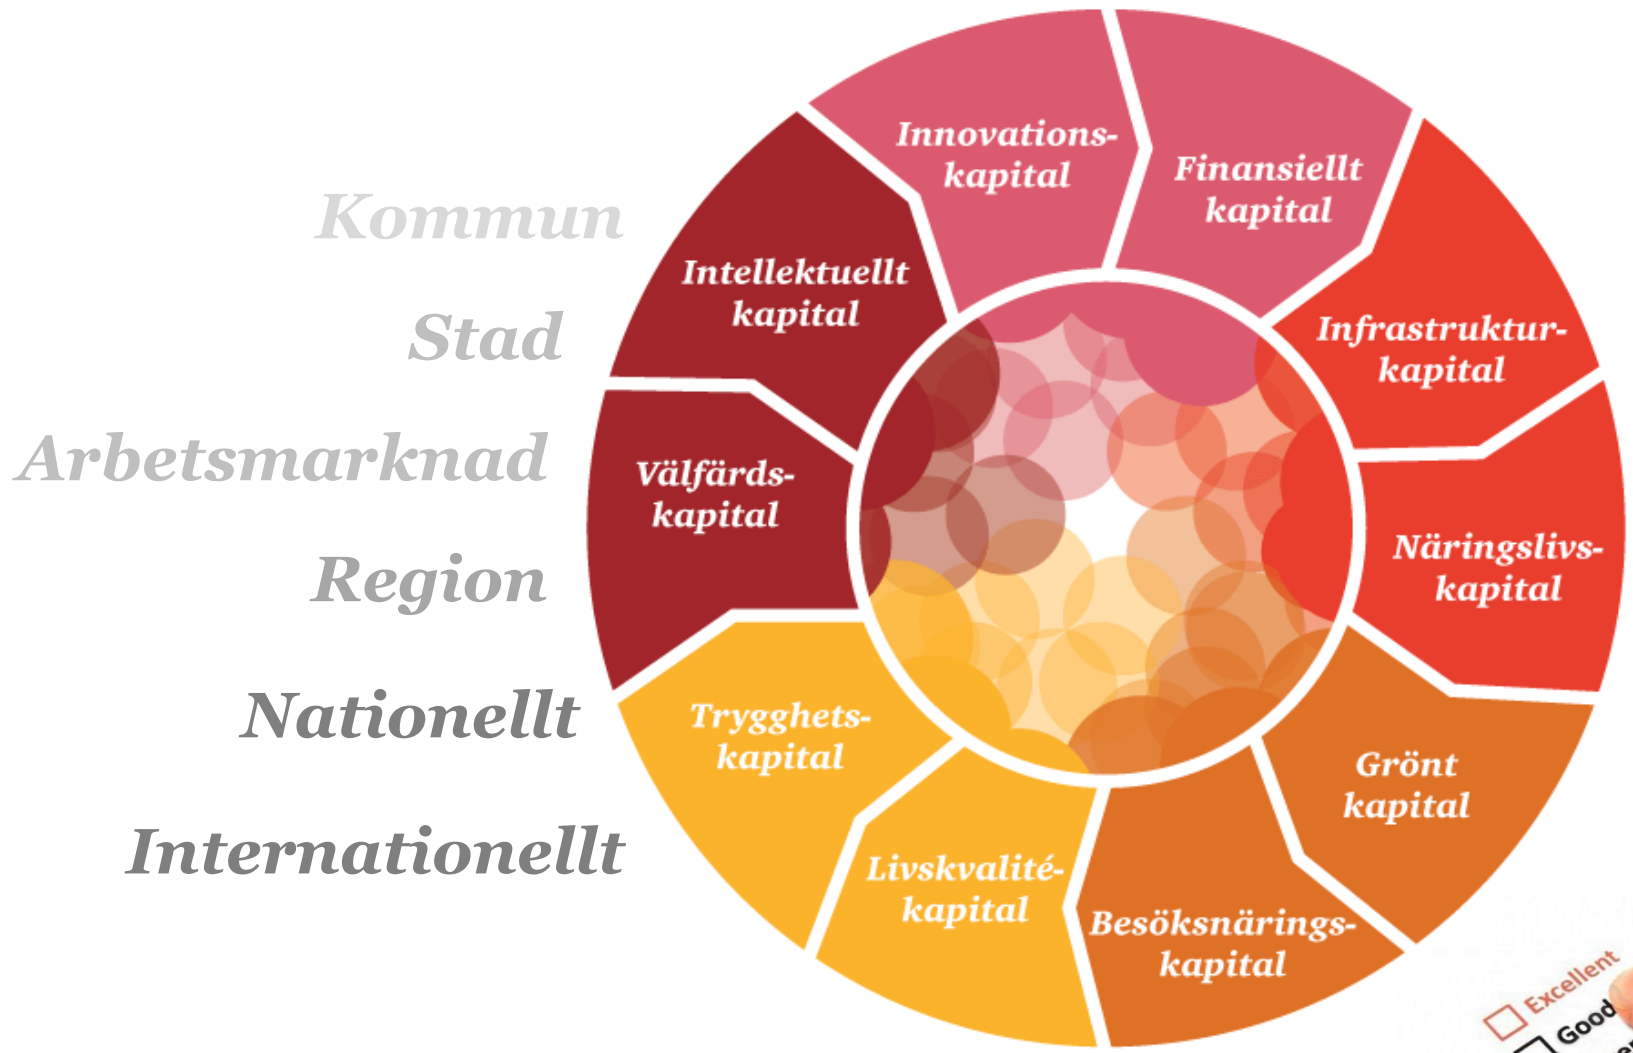 Kommun
Stad
Arbetsmarknad
Region
Nationellt
Internationellt
Innovations-
kapital
Finansiellt
kapital
Infrastruktur-
kapital
Näringslivs-
kapital
Grönt
kapital
Besöksnärings-
kapital
Livskvalité-
kapital
Trygghets-
kapital
Välfärds-
kapital
Intellektuellt
kapital
Excellent
Good